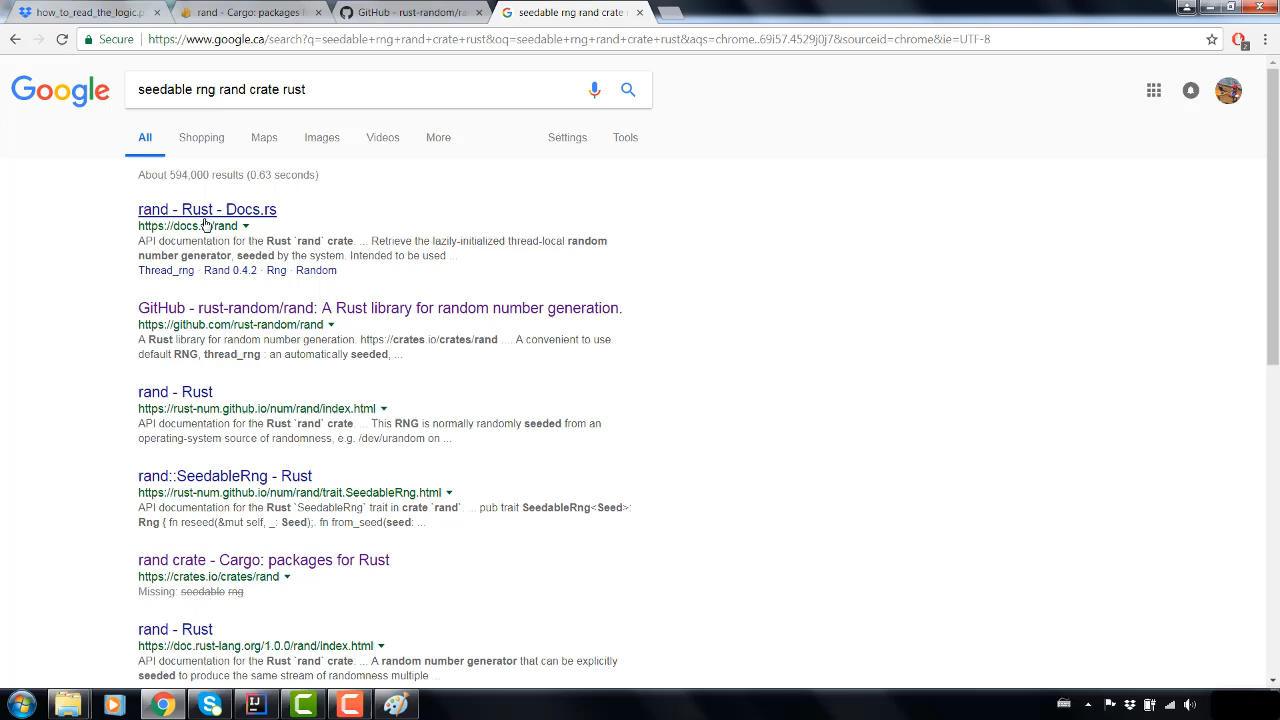 how_to_read_the_logic.p
rand - Cargo: packages f
GitHub - rust-random/ra
seedable rng rand crate r
Secure
https://www.google.ca/search?q=seedable+rng+rand+crate+rust&oq=seedable+rng+rand+crate+rust&aqs=chrome..69i57.4529j0j7&sourceid=chrome&ie=UTF-8
2
Google
seedable rng rand crate rust
All Shopping Maps Images Videos More Settings Tools
About 594,000 results (0.63 seconds)
rand - Rust - Docs.rs
https://docs.rs/rand
API documentation for the Rust `rand` crate. ... Retrieve the lazily-initialized thread-local random
number generator, seeded by the system. Intended to be used ...
Thread_rng · Rand 0.4.2 · Rng · Random
GitHub - rust-random/rand: A Rust library for random number generation.
https://github.com/rust-random/rand
A Rust library for random number generation. https://crates.io/crates/rand .... A convenient to use
default RNG, thread_rng : an automatically seeded, ...
rand - Rust
https://rust-num.github.io/num/rand/index.html
API documentation for the Rust `rand` crate. ... This RNG is normally randomly seeded from an
operating-system source of randomness, e.g. /dev/urandom on ...
rand::SeedableRng - Rust
https://rust-num.github.io/num/rand/trait.SeedableRng.html
API documentation for the Rust `SeedableRng` trait in crate `rand`. ... pub trait SeedableRng<Seed>:
Rng { fn reseed(&mut self, _: Seed);. fn from_seed(seed: ...
rand crate - Cargo: packages for Rust
https://crates.io/crates/rand
Missing: seedable rng
rand - Rust
https://doc.rust-lang.org/1.0.0/rand/index.html
API documentation for the Rust `rand` crate. ... A random number generator that can be explicitly
seeded to produce the same stream of randomness multiple ...